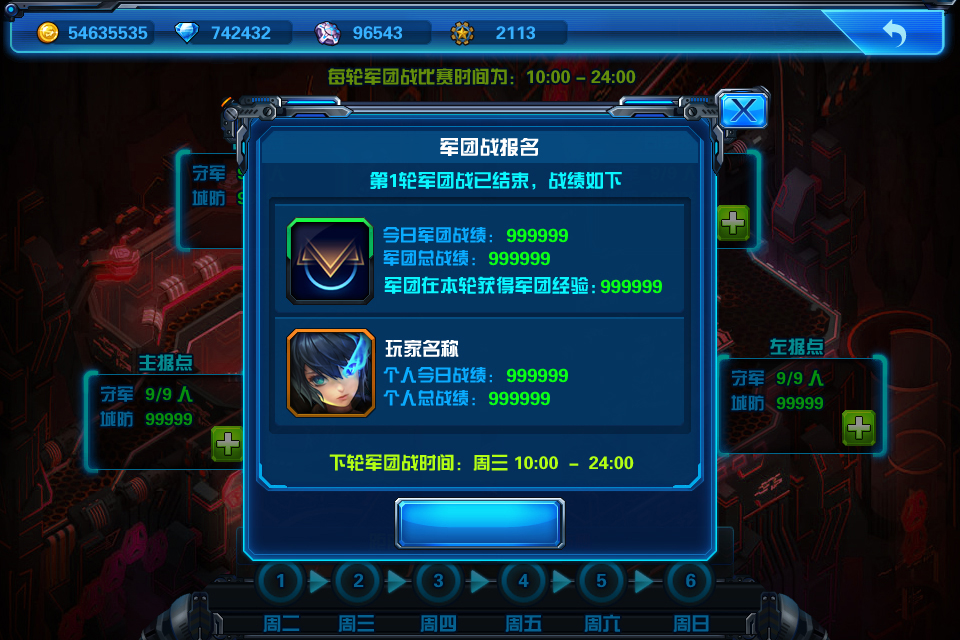 54635535 742432 96543 2113
每轮军团战比赛时间为：10:00 – 24:00
军团战报名
第1轮军团战已结束，战绩如下
守军 9
城防 9
今日军团战绩：999999
军团总战绩：999999
军团在本轮获得军团经验:999999
玩家名称
个人今日战绩：999999
个人总战绩：999999
主据点
守军 9/9 人
城防 99999
左据点
守军 9/9 人
城防 99999
下轮军团战时间：周三 10:00 – 24:00
1 2 3 4 5 6
周二 周三 周四 周五 周六 周日